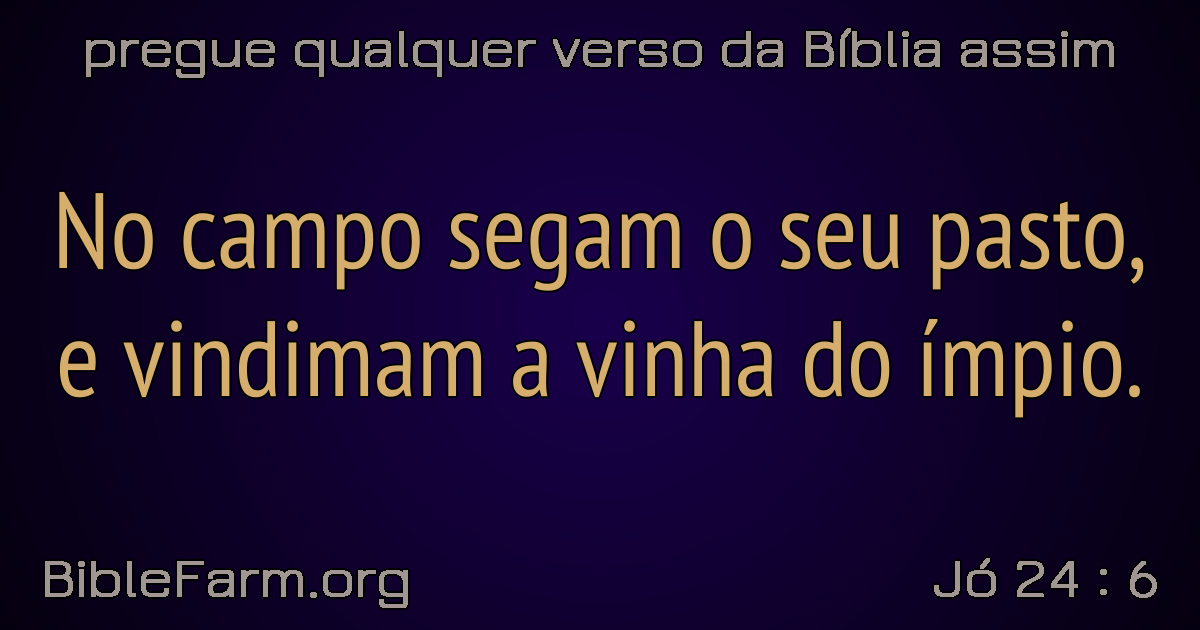 pregue qualquer verso da Bíblia assim
No campo segam o seu pasto,
e vindimam a vinha do ímpio.
BibleFarm.org
Jó 24 : 6